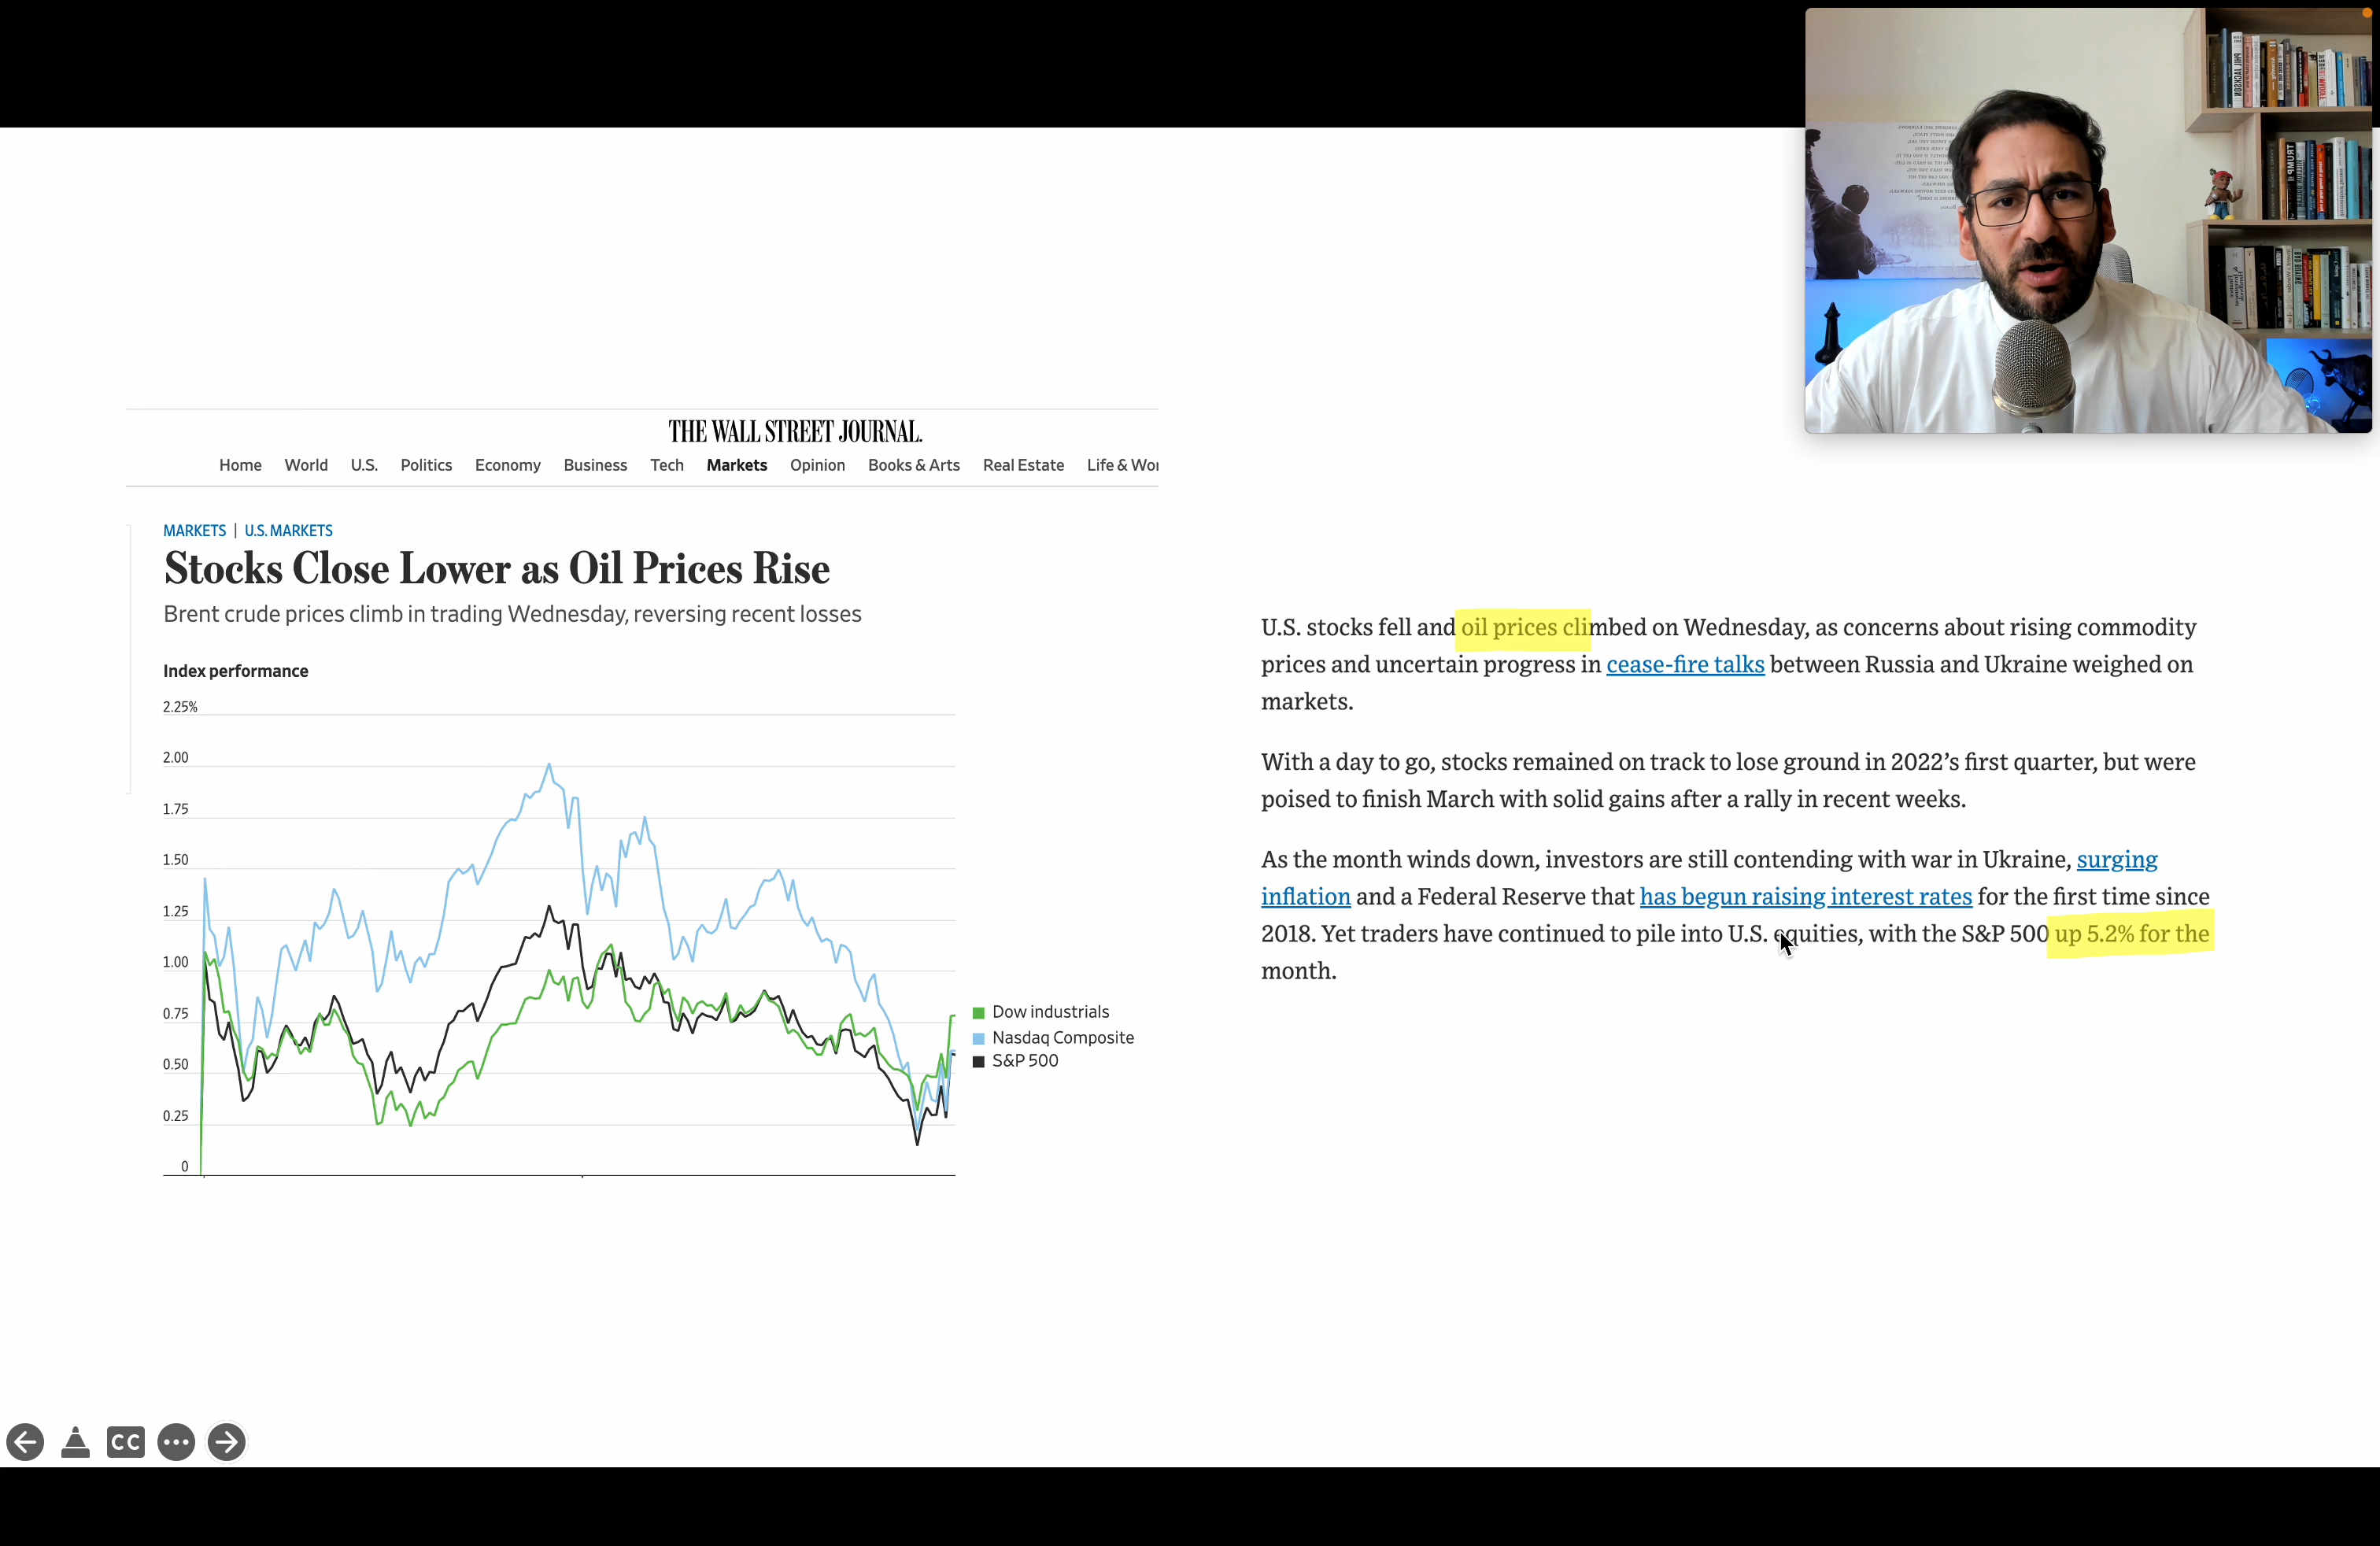 THE WALL STREET JOURNAL.
Home World U.S. Politics Economy Business Tech Markets Opinion Books & Arts Real Estate Life & Wor
MARKETS | U.S. MARKETS
Stocks Close Lower as Oil Prices Rise
Brent crude prices climb in trading Wednesday, reversing recent losses
Index performance
2.25%
2.00
1.75
1.50
1.25
1.00
0.75
0.50
0.25
0
Dow industrials
Nasdaq Composite
S&P 500
U.S. stocks fell and oil prices climbed on Wednesday, as concerns about rising commodity
prices and uncertain progress in cease-fire talks between Russia and Ukraine weighed on
markets.
With a day to go, stocks remained on track to lose ground in 2022’s first quarter, but were
poised to finish March with solid gains after a rally in recent weeks.
As the month winds down, investors are still contending with war in Ukraine, surging
inflation and a Federal Reserve that has begun raising interest rates for the first time since
2018. Yet traders have continued to pile into U.S. equities, with the S&P 500 up 5.2% for the
month.
CC
PHIL JACKSON
TRUMP